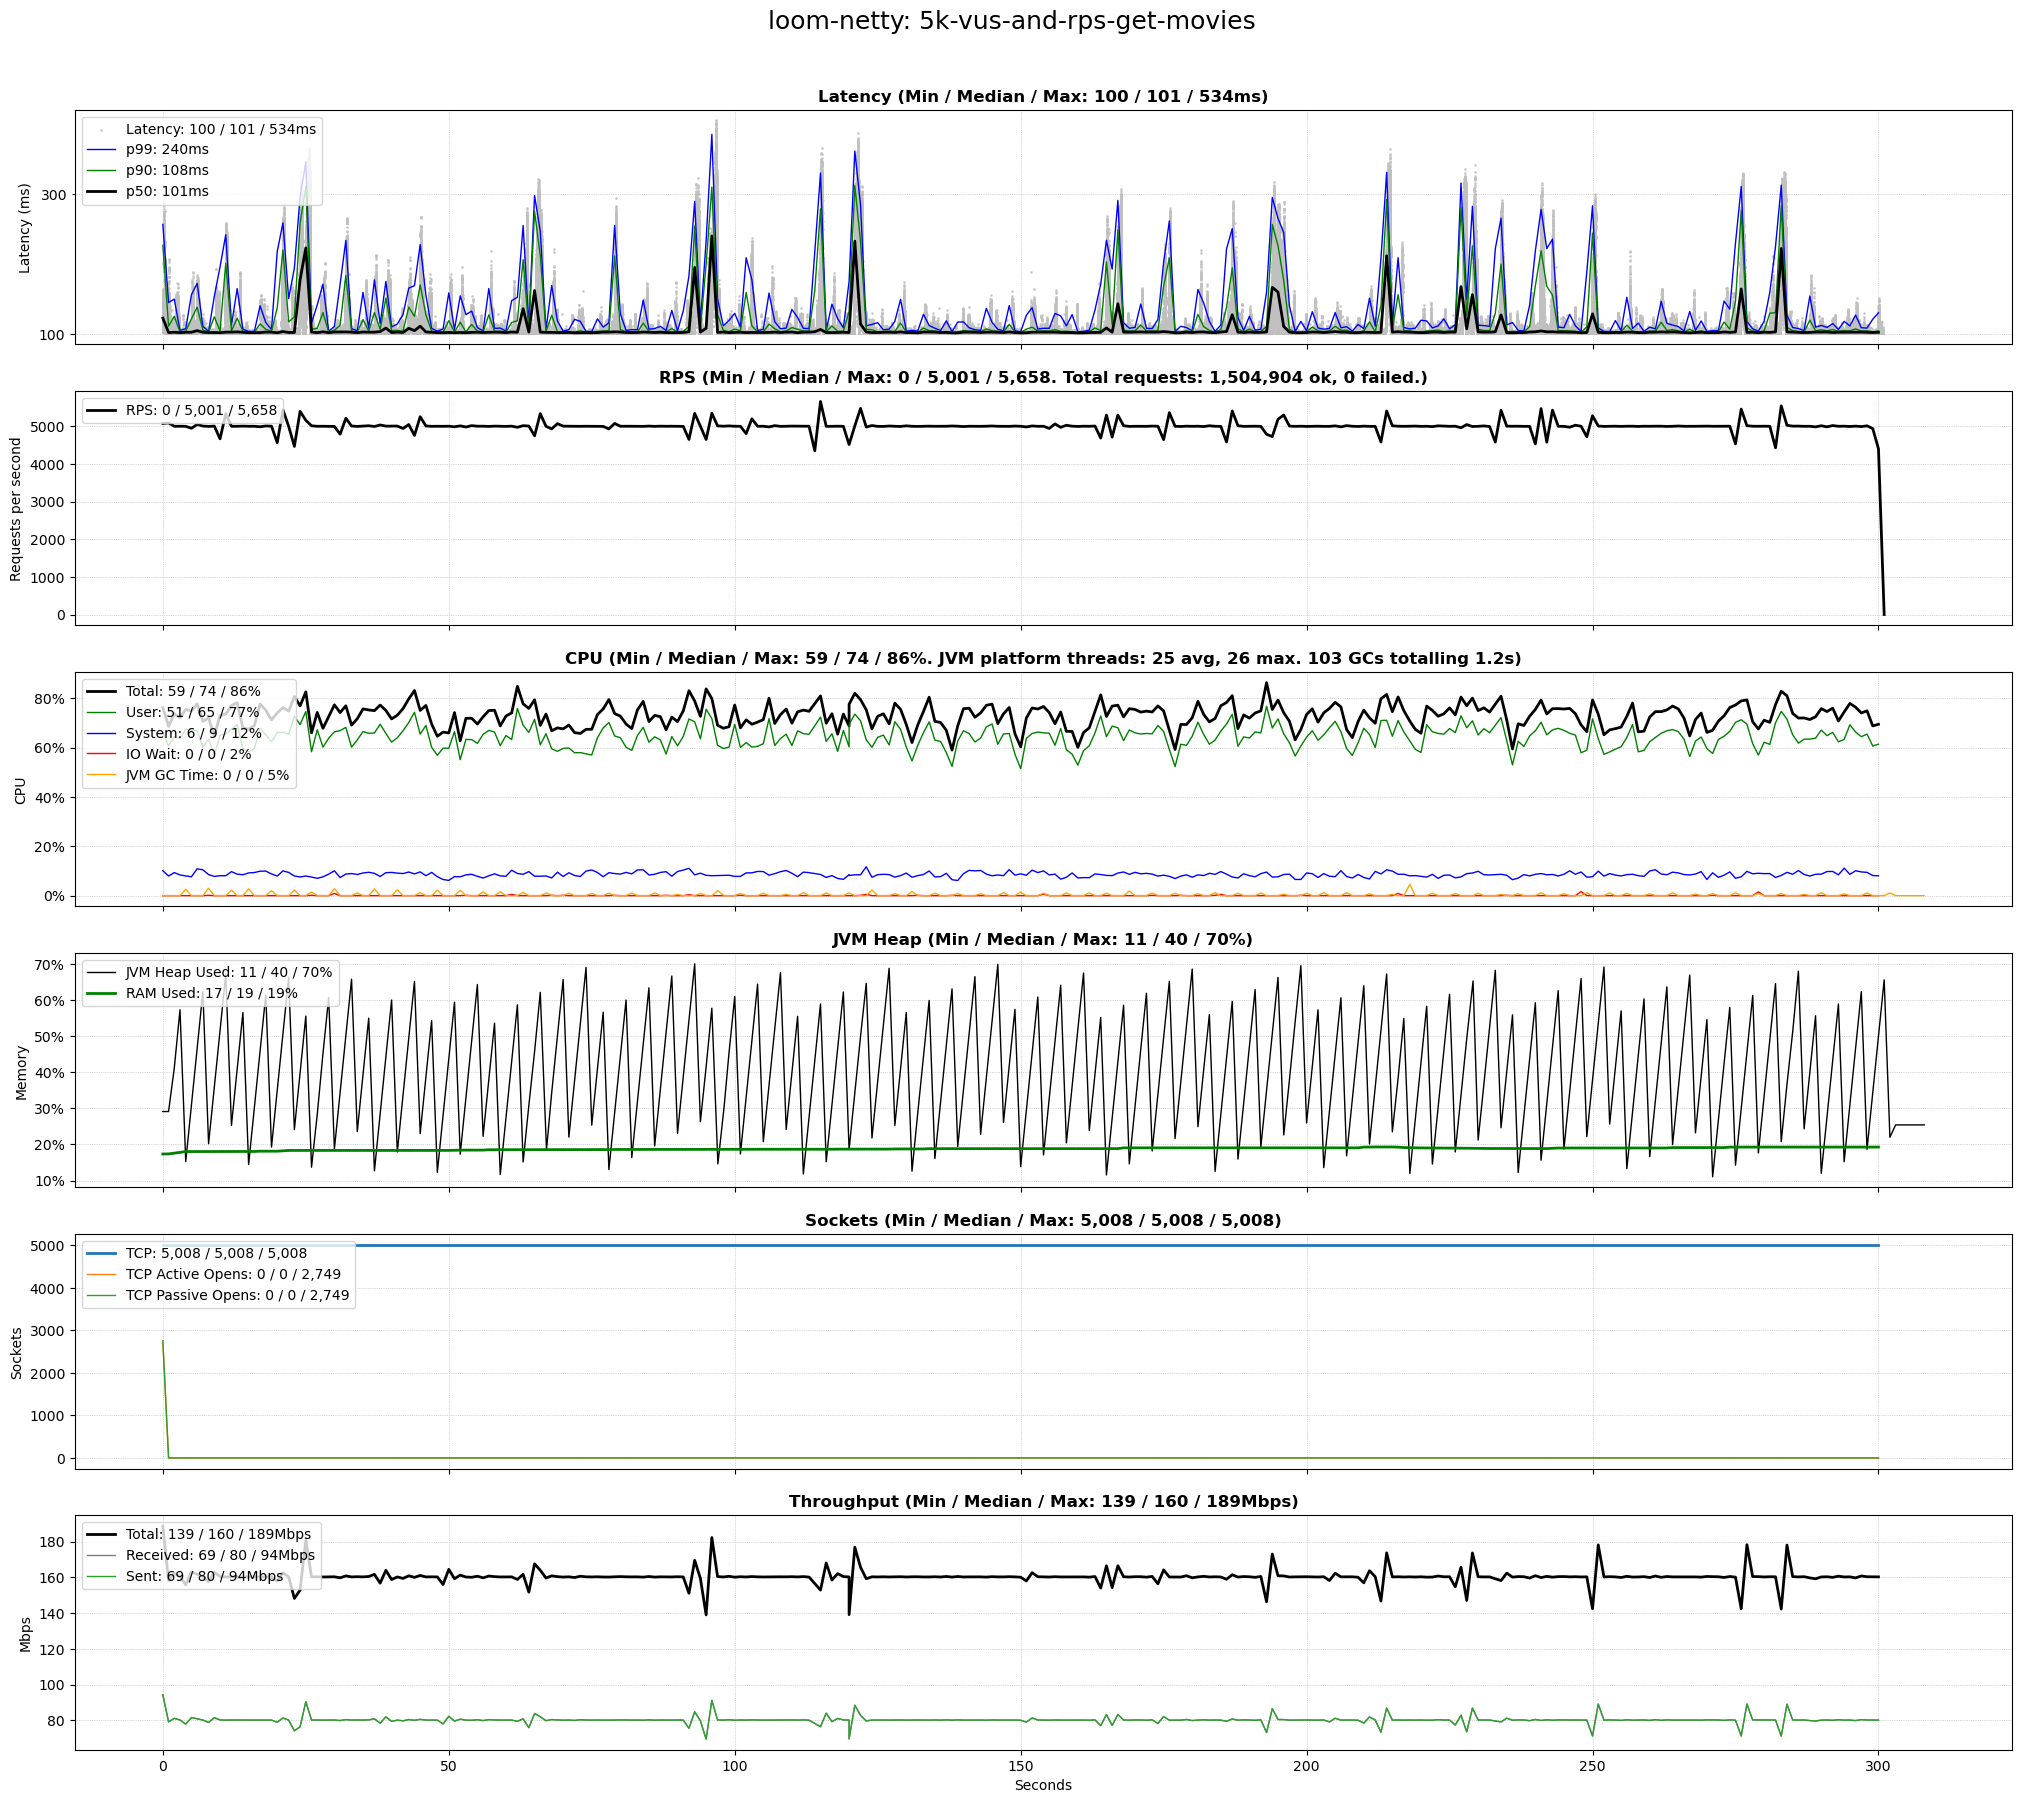 loom-netty: 5k-vus-and-rps-get-movies
Latency (Min / Median / Max: 100 / 101 / 534ms)
Latency: 100 / 101 / 534ms
p99: 240ms
p90: 108ms
p50: 101ms
Latency (ms)
300
100
RPS (Min / Median / Max: 0 / 5,001 / 5,658. Total requests: 1,504,904 ok, 0 failed.)
RPS: 0 / 5,001 / 5,658
Requests per second
5000
4000
3000
2000
1000
0
CPU (Min / Median / Max: 59 / 74 / 86%. JVM platform threads: 25 avg, 26 max. 103 GCs totalling 1.2s)
Total: 59 / 74 / 86%
User: 51 / 65 / 77%
System: 6 / 9 / 12%
IO Wait: 0 / 0 / 2%
JVM GC Time: 0 / 0 / 5%
CPU
80%
60%
40%
20%
0%
JVM Heap (Min / Median / Max: 11 / 40 / 70%)
JVM Heap Used: 11 / 40 / 70%
RAM Used: 17 / 19 / 19%
Memory
70%
60%
50%
40%
30%
20%
10%
Sockets (Min / Median / Max: 5,008 / 5,008 / 5,008)
TCP: 5,008 / 5,008 / 5,008
TCP Active Opens: 0 / 0 / 2,749
TCP Passive Opens: 0 / 0 / 2,749
Sockets
5000
4000
3000
2000
1000
0
Throughput (Min / Median / Max: 139 / 160 / 189Mbps)
Total: 139 / 160 / 189Mbps
Received: 69 / 80 / 94Mbps
Sent: 69 / 80 / 94Mbps
Mbps
180
160
140
120
100
80
0 50 100 150 200 250 300
Seconds